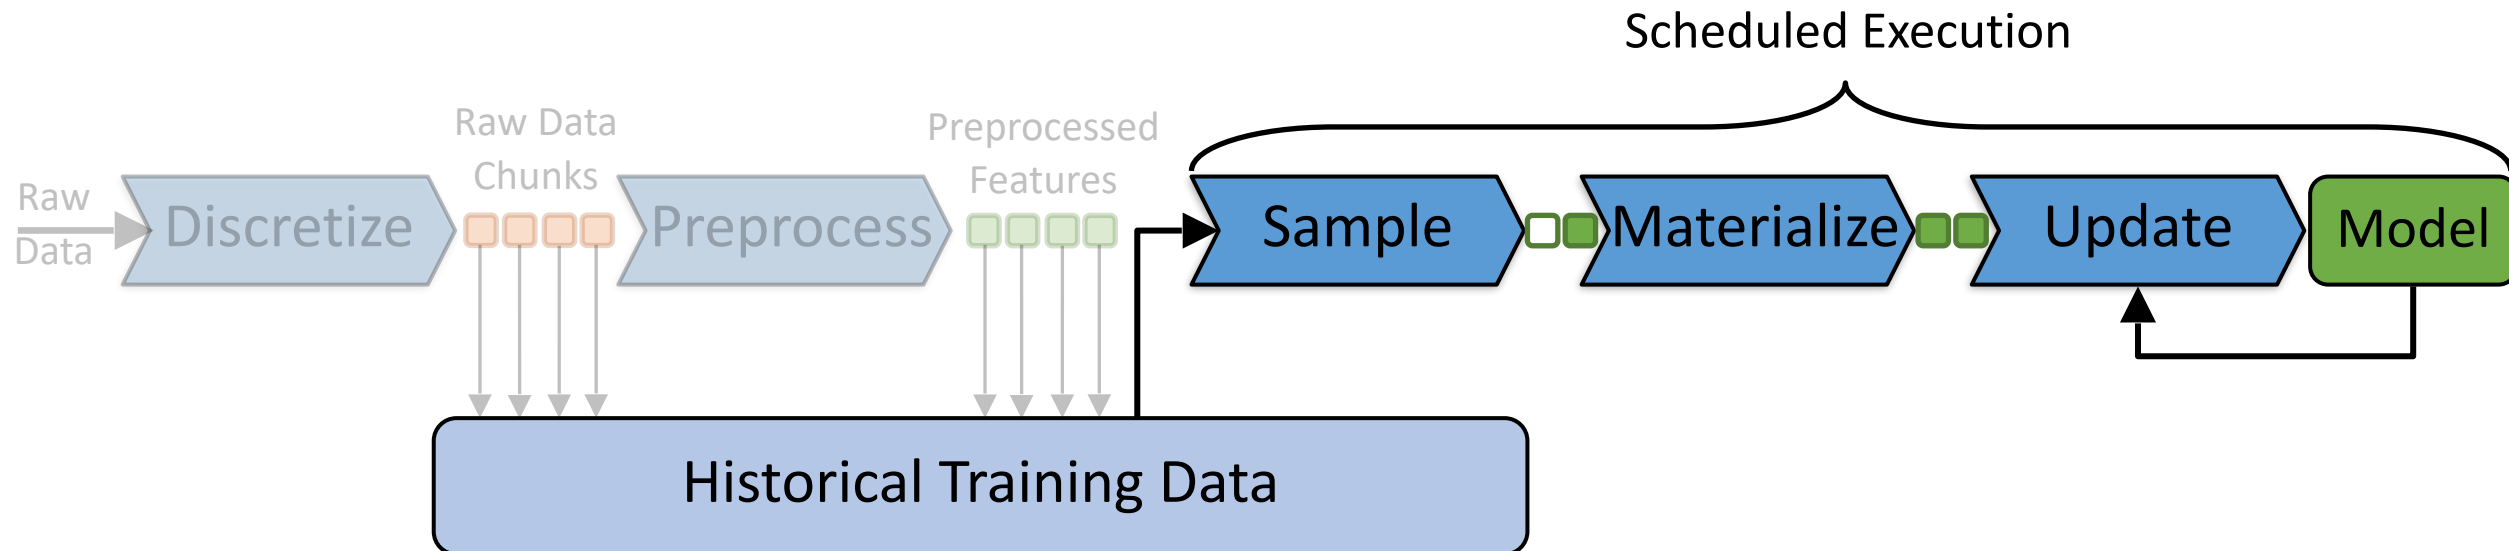 Scheduled Execution
Raw Data
Chunks
Preprocessed
Features
Raw
Data
Discretize
Preprocess
Sample
Materialize
Update
Model
Historical Training Data